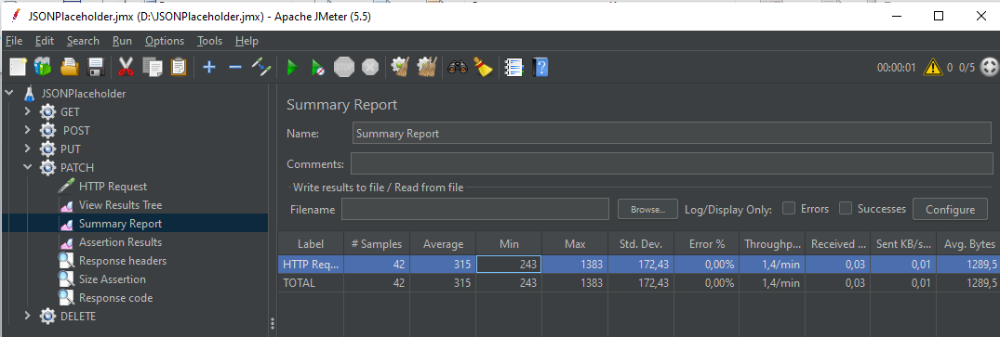 JSONPlaceholder.jmx (D:\JSONPlaceholder.jmx) - Apache JMeter (5.5)
File Edit Search Run Options Tools Help
STOP 00:00:01 0 0/5
JSONPlaceholder
GET
POST
PUT
PATCH
HTTP Request
View Results Tree
Summary Report
Assertion Results
Response headers
Size Assertion
Response code
DELETE
Summary Report
Name: Summary Report
Comments:
Write results to file / Read from file
Filename Browse... Log/Display Only: Errors Successes Configure
Label # Samples Average Min Max Std. Dev. Error % Throughp... Received ... Sent KB/s... Avg. Bytes
HTTP Req... 42 315 243 1383 172,43 0,00% 1,4/min 0,03 0,01 1289,5
TOTAL 42 315 243 1383 172,43 0,00% 1,4/min 0,03 0,01 1289,5